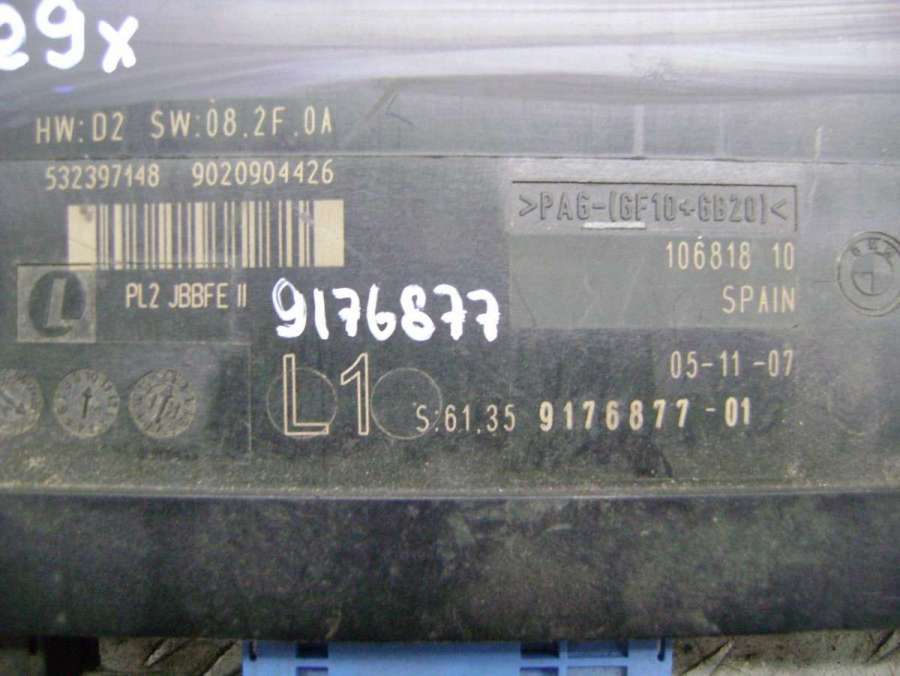 29x
HW:D2 SW:08.2F.0A
532397148 9020904426
>PA6-(GF10+GB20)<
106818 10
PL2 JBBFE II
9176877
SPAIN
05-11-07
L1
S:61.35 9176877-01